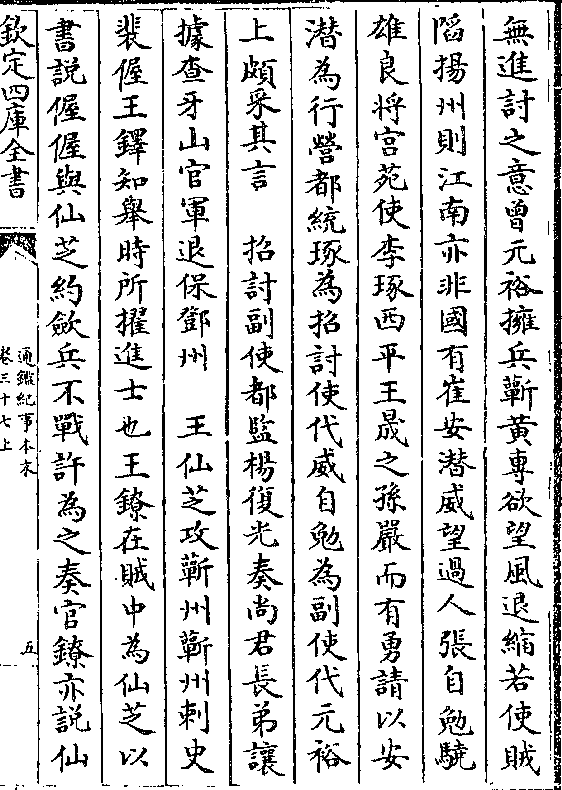 無進討之意曾元裕擁兵蘄黄專欲望風退縮若使賊
陷揚州則江南亦非國有崔安潜威望過人張自勉驍
雄良將宫苑使李琢西平王晟之孫嚴而有勇請以安
潜為行營都統琢為招討使代威自勉為副使代元裕
上頗采其言　招討副使都監楊復光奏尚君長弟讓
據查牙山官軍退保鄧州　王仙芝攻蘄州蘄州刺史
裴偓王鐸知舉時所擢進士也王鐐在賊中為仙芝以
書説偓偓與仙芝約斂兵不戰許為之奏官鐐亦説仙
欽定四庫全書
通鑑紀事本末
卷三十七上
五